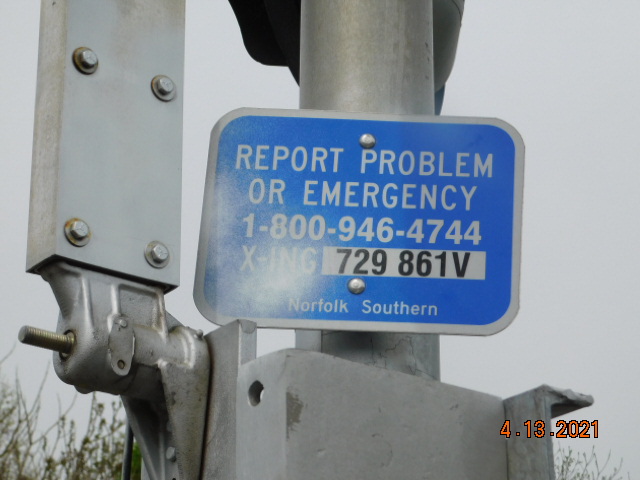 REPORT PROBLEM
OR EMERGENCY
1-800-946-4744
X-ING 729 861V
Norfolk Southern
4.13.2021